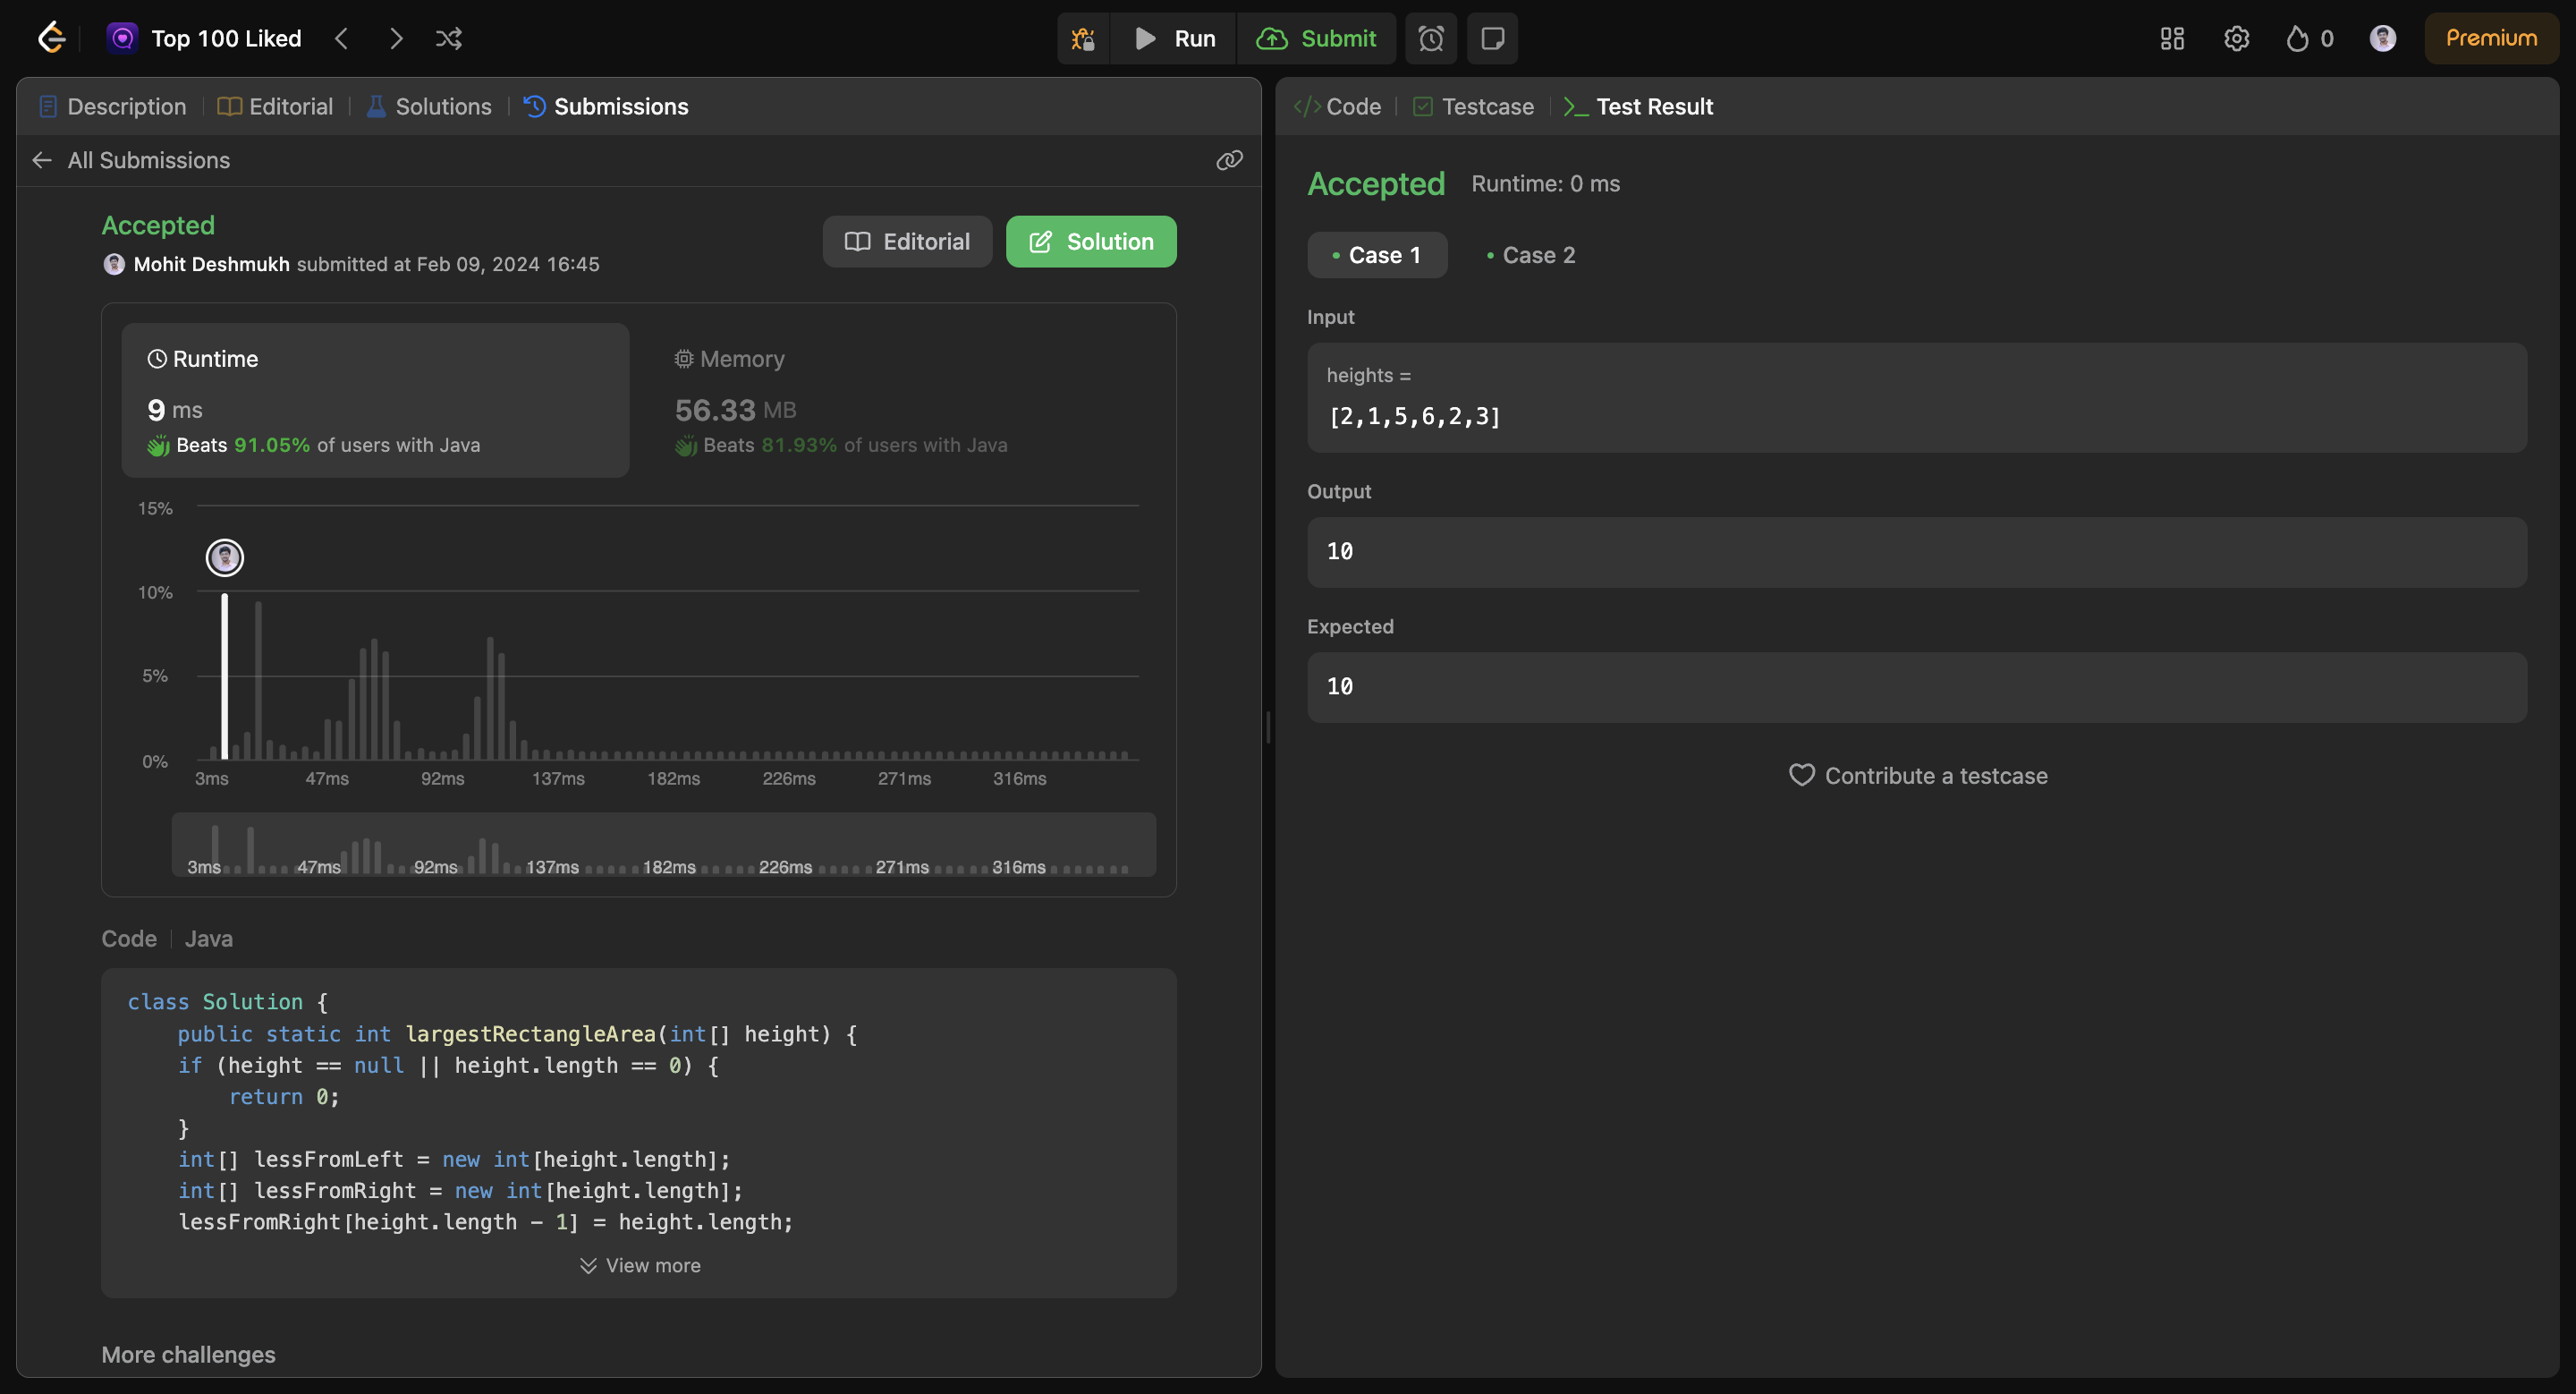 Top 100 Liked
Run
Submit
0
Premium
Description
Editorial
Solutions
Submissions
All Submissions
Accepted
Mohit Deshmukh submitted at Feb 09, 2024 16:45
Editorial
Solution
Runtime
9 ms
Beats 91.05% of users with Java
Memory
56.33 MB
Beats 81.93% of users with Java
15%
10%
5%
0%
3ms 47ms 92ms 137ms 182ms 226ms 271ms 316ms
3ms 47ms 92ms 137ms 182ms 226ms 271ms 316ms
Code | Java
class Solution {
    public static int largestRectangleArea(int[] height) {
    if (height == null || height.length == 0) {
        return 0;
    }
    int[] lessFromLeft = new int[height.length];
    int[] lessFromRight = new int[height.length];
    lessFromRight[height.length - 1] = height.length;
View more
More challenges
Code
Testcase
Test Result
Accepted
Runtime: 0 ms
Case 1
Case 2
Input
heights =
[2,1,5,6,2,3]
Output
10
Expected
10
Contribute a testcase